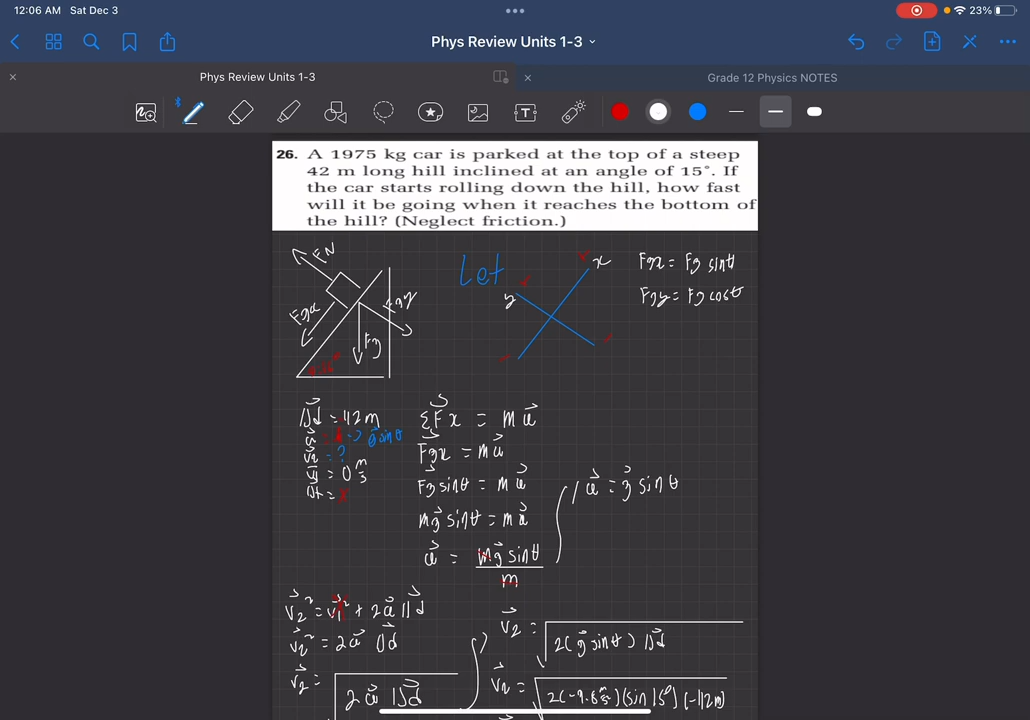 12:06 AM Sat Dec 3
23%
Phys Review Units 1-3
Phys Review Units 1-3
Grade 12 Physics NOTES
26. A 1975 kg car is parked at the top of a steep
42 m long hill inclined at an angle of 15°. If
the car starts rolling down the hill, how fast
will it be going when it reaches the bottom of
the hill? (Neglect friction.)
FN
Fgx
Fgy
Fg
Let
y
x
Fgx = Fg sinθ
Fgy = Fg cosθ
Δd = -42m
a = ? => g sinθ
v2 = ?
v1 = 0 m/s
Δt = x
ΣFx = ma
Fgx = ma
Fg sinθ = ma
mg sinθ = ma
a = mg sinθ / m
a = g sinθ
v2² = v1² + 2aΔd
v2² = 2aΔd
v2 = √2aΔd
v2 = √2(g sinθ)Δd
v2 = √2(-9.8 m/s²)(sin15°)(-42m)